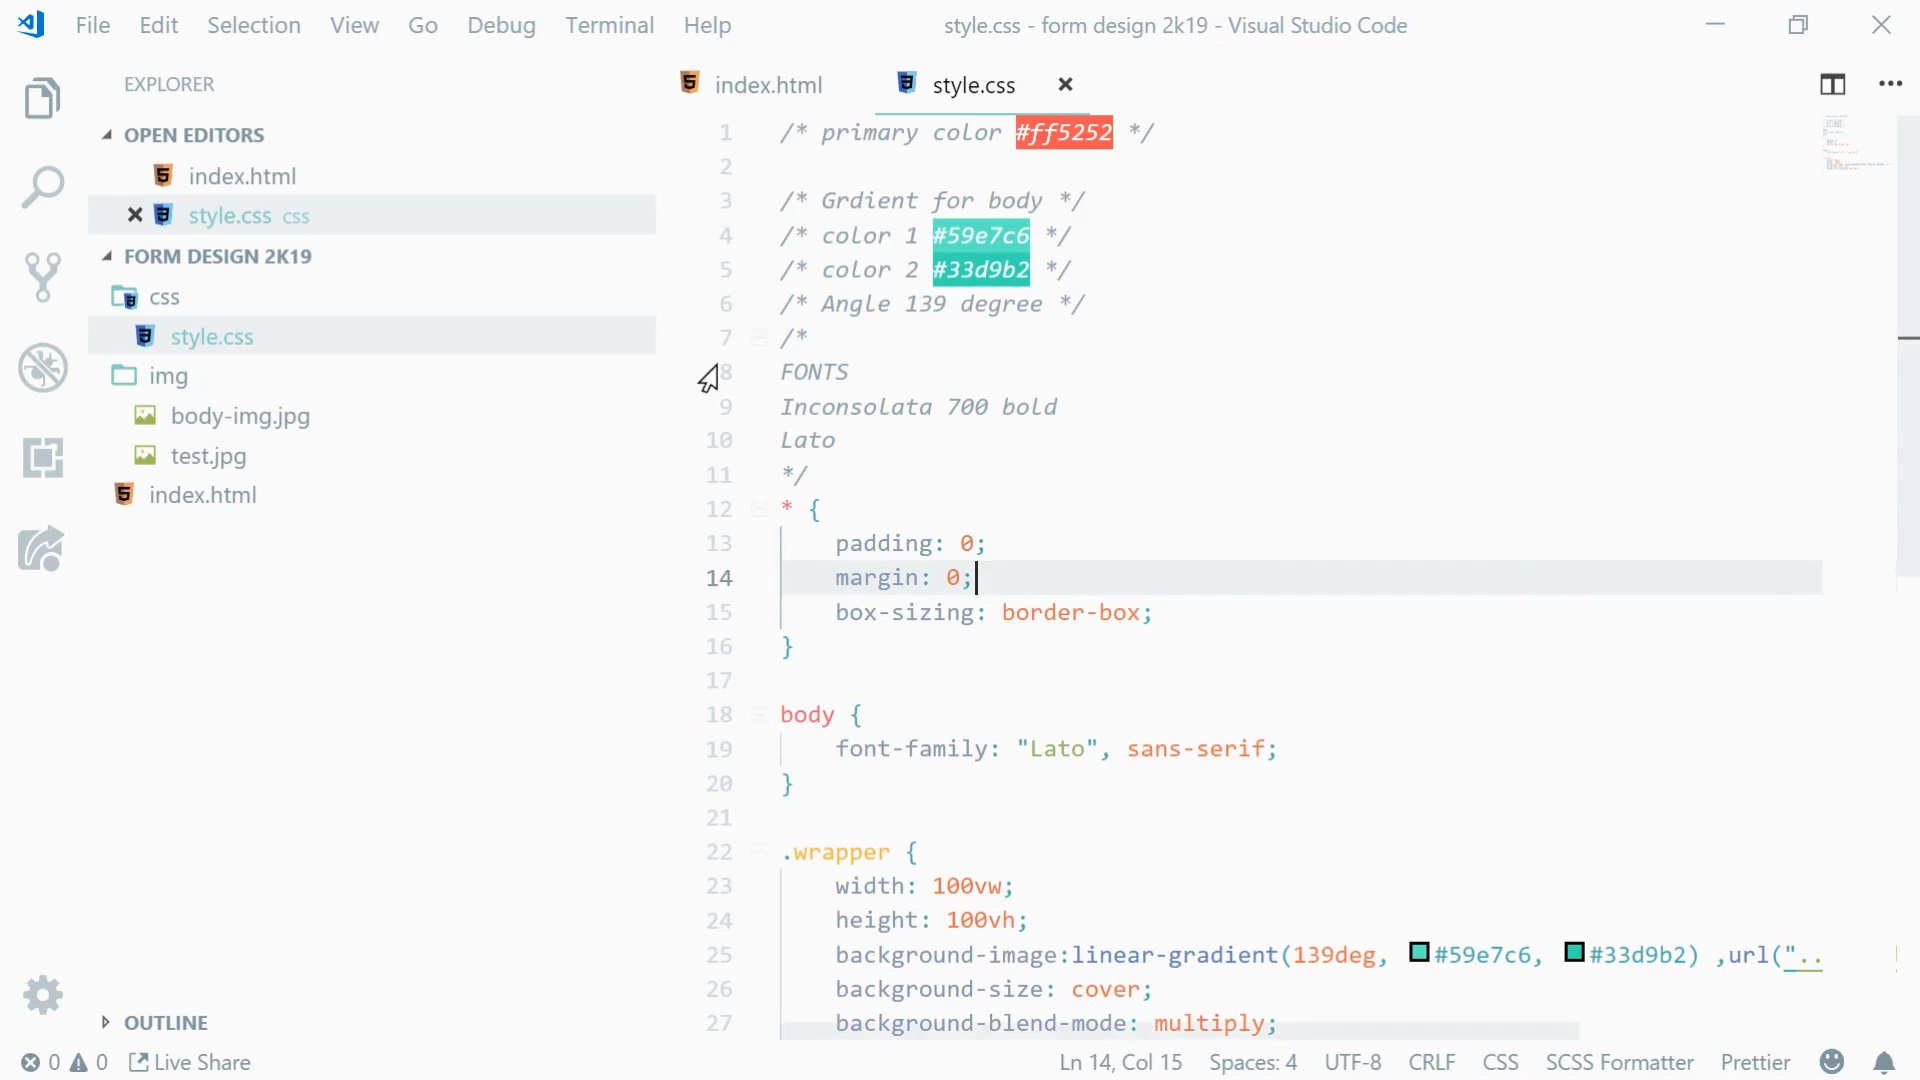 File Edit Selection View Go Debug Terminal Help style.css - form design 2k19 - Visual Studio Code
EXPLORER
OPEN EDITORS
index.html
style.css css
FORM DESIGN 2K19
css
style.css
img
body-img.jpg
test.jpg
index.html
OUTLINE
index.html style.css
1 /* primary color #ff5252 */
2
3 /* Grdient for body */
4 /* color 1 #59e7c6 */
5 /* color 2 #33d9b2 */
6 /* Angle 139 degree */
7 /*
8 FONTS
9 Inconsolata 700 bold
10 Lato
11 */
12 * {
13 padding: 0;
14 margin: 0;
15 box-sizing: border-box;
16 }
17
18 body {
19 font-family: "Lato", sans-serif;
20 }
21
22 .wrapper {
23 width: 100vw;
24 height: 100vh;
25 background-image:linear-gradient(139deg, #59e7c6, #33d9b2) ,url("..
26 background-size: cover;
27 background-blend-mode: multiply;
0 0 Live Share Ln 14, Col 15 Spaces: 4 UTF-8 CRLF CSS SCSS Formatter Prettier